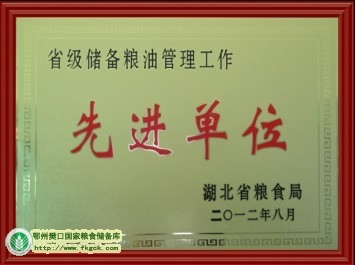 省级储备粮油管理工作
先进单位
湖北省粮食局
二〇一二年八月
鄂州樊口国家粮食储备库
www.fkgck.com